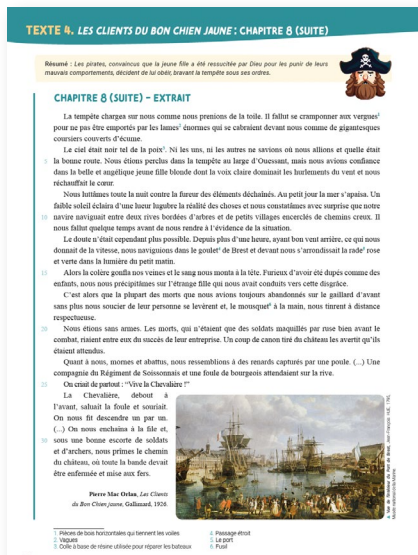 TEXTE 4. LES CLIENTS DU BON CHIEN JAUNE : CHAPITRE 8 (SUITE)
Résumé : Les pirates, convaincus que la jeune fille a été ressuscitée par Dieu pour les punir de leurs
mauvais comportements, décident de lui obéir, bravant la tempête sous ses ordres.
CHAPITRE 8 (SUITE) – EXTRAIT
La tempête chargea sur nous comme nous prenions de la toile. Il fallut se cramponner aux vergues¹
pour ne pas être emportés par les lames² énormes qui se cabraient devant nous comme de gigantesques
coursiers couverts d'écume.
Le ciel était noir tel de la poix³. Ni les uns, ni les autres ne savions où nous allions et quelle était
5 la bonne route. Nous étions perdus dans la tempête au large d'Ouessant, mais nous avions confiance
dans la belle et angélique jeune fille blonde dont la voix claire dominait les hurlements du vent et nous
réchauffait le cœur.
Nous luttâmes toute la nuit contre la fureur des éléments déchaînés. Au petit jour la mer s'apaisa. Un
faible soleil éclaira d'une lueur lugubre la réalité des choses et nous constatâmes avec surprise que notre
10 navire naviguait entre deux rives bordées d'arbres et de petits villages encerclés de chemins creux. Il
nous fallut quelque temps avant de nous rendre à l'évidence de la situation.
Le doute n'était cependant plus possible. Depuis plus d'une heure, ayant bon vent arrière, ce qui nous
donnait de la vitesse, nous naviguions dans le goulet⁴ de Brest et devant nous s'arrondissait la rade⁵ rose
et verte dans la lumière du petit matin.
15 Alors la colère gonfla nos veines et le sang nous monta à la tête. Furieux d'avoir été dupés comme des
enfants, nous nous précipitâmes sur l'étrange fille qui nous avait conduits vers cette disgrâce.
C'est alors que la plupart des morts que nous avions toujours abandonnés sur le gaillard d'avant
sans plus nous soucier de leur personne se levèrent et, le mousquet⁶ à la main, nous tinrent à distance
respectueuse.
20 Nous étions sans armes. Les morts, qui n'étaient que des soldats maquillés par ruse bien avant le
combat, riaient entre eux du succès de leur entreprise. Un coup de canon tiré du château les avertit qu'ils
étaient attendus.
Quant à nous, mornes et abattus, nous ressemblions à des renards capturés par une poule. (...) Une
compagnie du Régiment de Soissonnais et une foule de bourgeois attendaient sur la rive.
25 On criait de partout : "Vive la Chevalière !"
La Chevalière, debout à
l'avant, saluait la foule et souriait.
On nous fit descendre un par un.
(...) On nous enchaîna à la file et,
30 sous une bonne escorte de soldats
et d'archers, nous prîmes le chemin
du château, où toute la bande devait
être enfermée et mise aux fers.
Pierre Mac Orlan, Les Clients
du Bon Chien jaune, Gallimard, 1926.
1 Pièces de bois horizontales qui tiennent les voiles
2 Vagues
3 Colle à base de résine utilisée pour réparer les bateaux
4 Passage étroit
5 Le port
6 Fusil